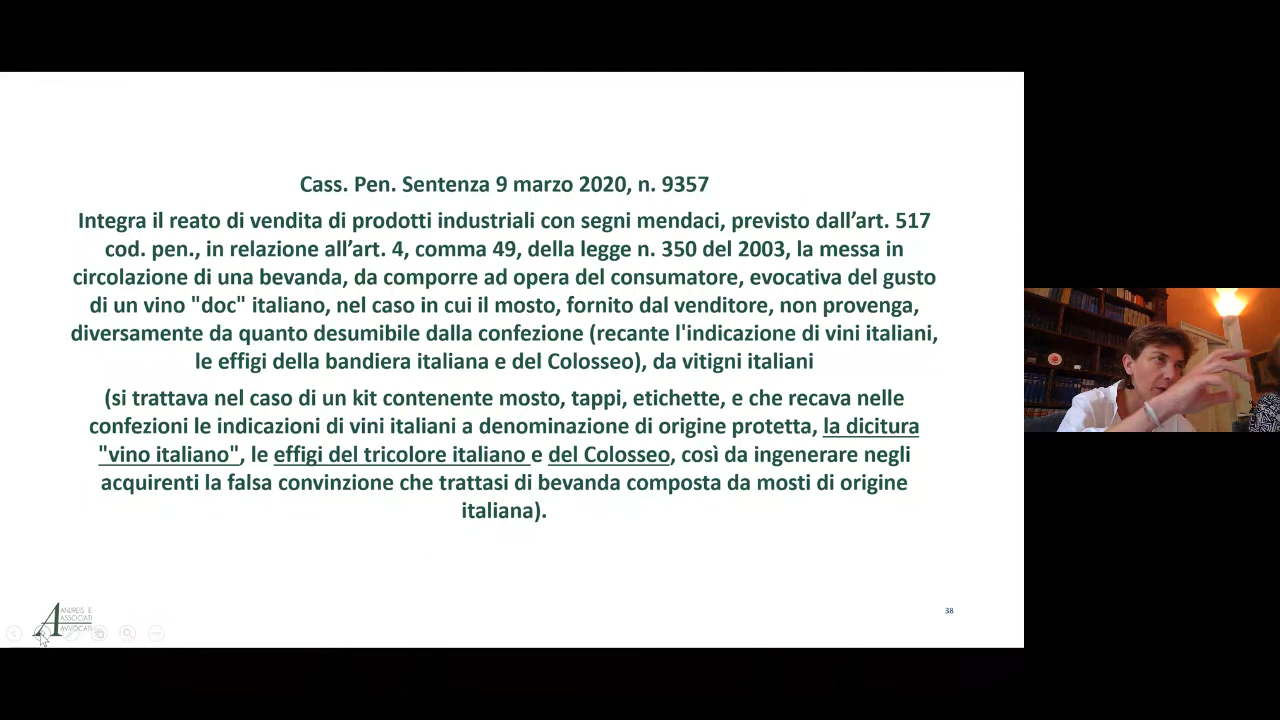 Cass. Pen. Sentenza 9 marzo 2020, n. 9357
Integra il reato di vendita di prodotti industriali con segni mendaci, previsto dall’art. 517
cod. pen., in relazione all’art. 4, comma 49, della legge n. 350 del 2003, la messa in
circolazione di una bevanda, da comporre ad opera del consumatore, evocativa del gusto
di un vino "doc" italiano, nel caso in cui il mosto, fornito dal venditore, non provenga,
diversamente da quanto desumibile dalla confezione (recante l'indicazione di vini italiani,
le effigi della bandiera italiana e del Colosseo), da vitigni italiani
(si trattava nel caso di un kit contenente mosto, tappi, etichette, e che recava nelle
confezioni le indicazioni di vini italiani a denominazione di origine protetta, la dicitura
"vino italiano", le effigi del tricolore italiano e del Colosseo, così da ingenerare negli
acquirenti la falsa convinzione che trattasi di bevanda composta da mosti di origine
italiana).
ANDREIS E
ASSOCIATI
AVVOCATI
38